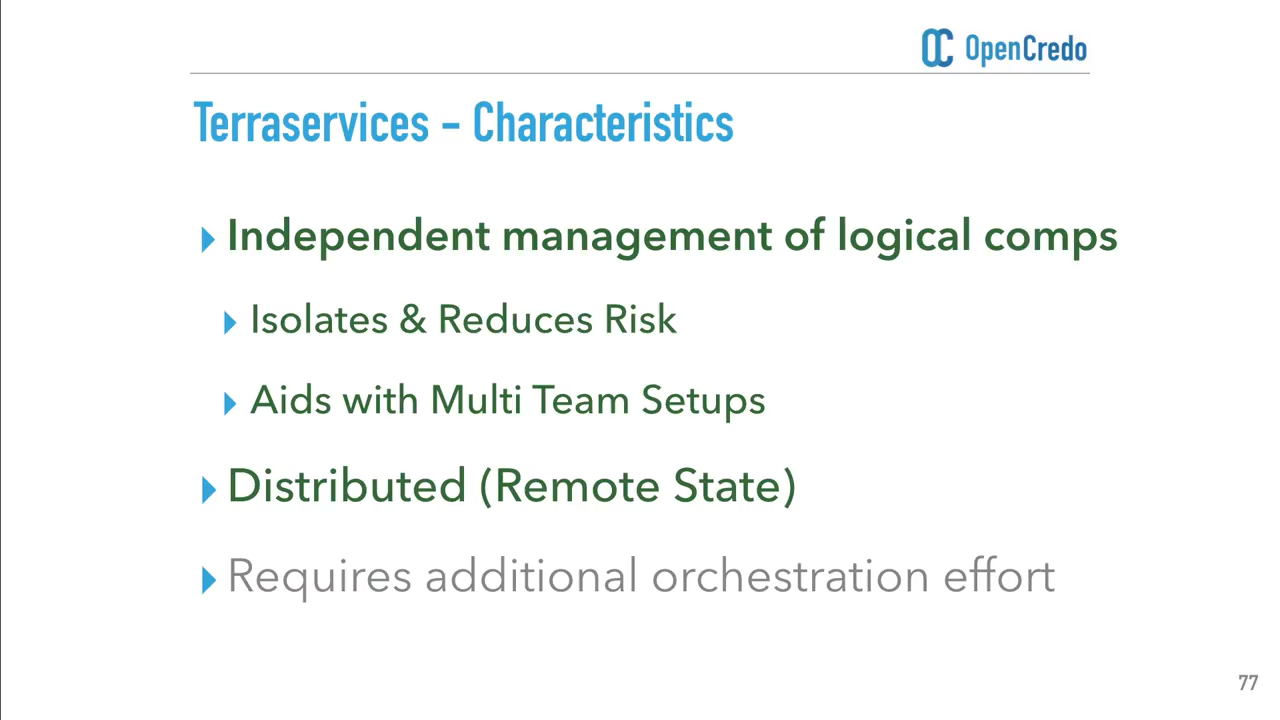 OpenCredo
Terraservices - Characteristics
Independent management of logical comps
Isolates & Reduces Risk
Aids with Multi Team Setups
Distributed (Remote State)
Requires additional orchestration effort
77